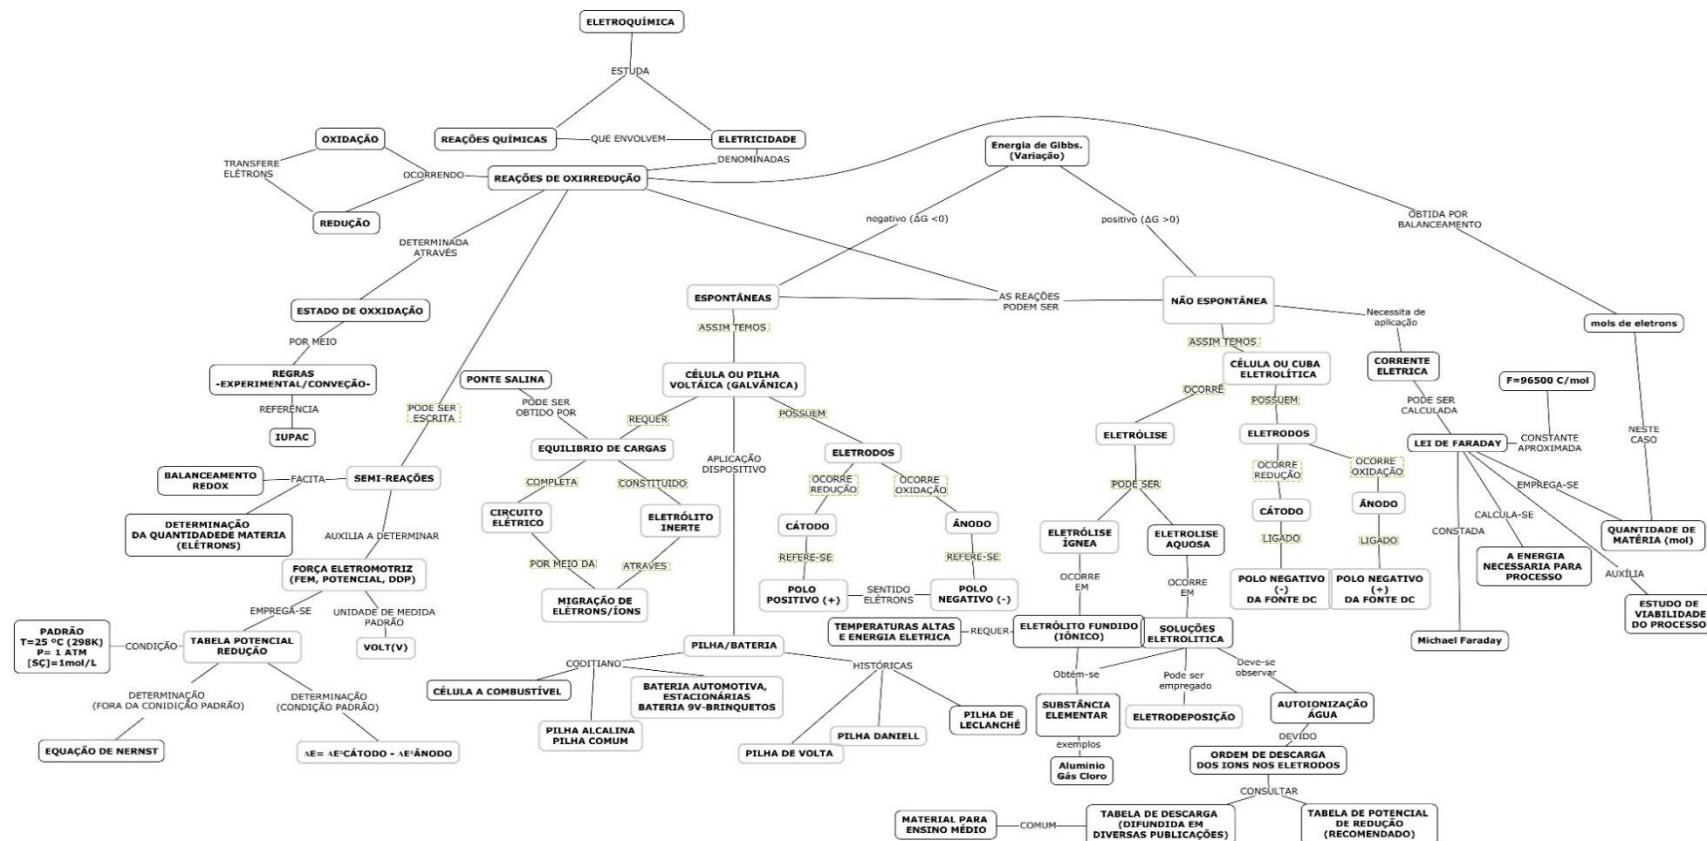 ELETROQUÍMICA
ESTUDA
REAÇÕES QUÍMICAS
QUE ENVOLVEM
ELETRICIDADE
DENOMINADAS
OXIDAÇÃO
TRANSFERE
ELÉTRONS
OCORRENDO
REAÇÕES DE OXIRREDUÇÃO
REDUÇÃO
Energia de Gibbs.
(Variação)
negativo (ΔG <0)
positivo (ΔG >0)
OBTIDA POR
BALANCEAMENTO
DETERMINADA
ATRAVÉS
ESTADO DE OXXIDAÇÃO
POR MEIO
REGRAS
-EXPERIMENTAL/CONVEÇÃO-
REFERÊNCIA
IUPAC
ESPONTÂNEAS
AS REAÇÕES
PODEM SER
NÃO ESPONTÂNEA
Necessita de
aplicação
mols de eletrons
ASSIM TEMOS
ASSIM TEMOS
CÉLULA OU PILHA
VOLTÁICA (GALVÂNICA)
CÉLULA OU CUBA
ELETROLÍTICA
CORRENTE
ELETRICA
F=96500 C/mol
PONTE SALINA
PODE SER
OBTIDO POR
REQUER
POSSUEM
OCORRE
POSSUEM
PODE SER
CALCULADA
PODE SER
ESCRITA
EQUILIBRIO DE CARGAS
APLICAÇÃO
DISPOSITIVO
ELETRODOS
ELETRÓLISE
ELETRODOS
LEI DE FARADAY
CONSTANTE
APROXIMADA
NESTE
CASO
BALANCEAMENTO
REDOX
FACITA
SEMI-REAÇÕES
COMPLETA
CONSTITUIDO
OCORRE
REDUÇÃO
OCORRE
OXIDAÇÃO
PODE SER
OCORRE
REDUÇÃO
OCORRE
OXIDAÇÃO
EMPREGA-SE
DETERMINAÇÃO
DA QUANTIDADEDE MATERIA
(ELÉTRONS)
AUXILIA A DETERMINAR
CIRCUITO
ELÉTRICO
ELETRÓLITO
INERTE
CÁTODO
ÂNODO
ELETRÓLISE
ÍGNEA
ELETROLISE
AQUOSA
CÁTODO
ÂNODO
CONSTADA
CALCULA-SE
QUANTIDADE DE
MATÉRIA (mol)
FORÇA ELETROMOTRIZ
(FEM, POTENCIAL, DDP)
POR MEIO DA
ATRAVES
REFERE-SE
REFERE-SE
LIGADO
LIGADO
A ENERGIA
NECESSARIA PARA
PROCESSO
AUXÍLIA
MIGRAÇÃO DE
ELÉTRONS/ÍONS
POLO
POSITIVO (+)
SENTIDO
ELÉTRONS
POLO
NEGATIVO (-)
OCORRE
EM
OCORRE
EM
POLO NEGATIVO
(-)
DA FONTE DC
POLO NEGATIVO
(+)
DA FONTE DC
ESTUDO DE
VIABILIDADE
DO PROCESSO
EMPREGA-SE
UNIDADE DE MEDIDA
PADRÃO
PADRÃO
T=25 ºC (298K)
P= 1 ATM
[SÇ]=1mol/L
CONDIÇÃO
TABELA POTENCIAL
REDUÇÃO
VOLT(V)
TEMPERATURAS ALTAS
E ENERGIA ELETRICA
REQUER
ELETRÓLITO FUNDIDO
(IÔNICO)
SOLUÇÕES
ELETROLITICA
Michael Faraday
PILHA/BATERIA
CODITIANO
HISTÓRICAS
Obtém-se
Pode ser
empregado
Deve-se
observar
DETERMINAÇÃO
(FORA DA CONIDIÇÃO PADRÃO)
DETERMINAÇÃO
(CONDIÇÃO PADRÃO)
CÉLULA A COMBUSTÍVEL
BATERIA AUTOMOTIVA,
ESTACIONÁRIAS
BATERIA 9V-BRINQUETOS
PILHA DE
LECLANCHÉ
SUBSTÂNCIA
ELEMENTAR
ELETRODEPOSIÇÃO
AUTOIONIZAÇÃO
ÁGUA
PILHA ALCALINA
PILHA COMUM
PILHA DANIELL
PILHA DE VOLTA
EQUAÇÃO DE NERNST
ΔE= ΔE°CÁTODO - ΔE°ÂNODO
exemplos
Aluminio
Gás Cloro
DEVIDO
ORDEM DE DESCARGA
DOS IONS NOS ELETRODOS
CONSULTAR
MATERIAL PARA
ENSINO MÉDIO
COMUM
TABELA DE DESCARGA
(DIFUNDIDA EM
DIVERSAS PUBLICAÇÕES)
TABELA DE POTENCIAL
DE REDUÇÃO
(RECOMENDADO)